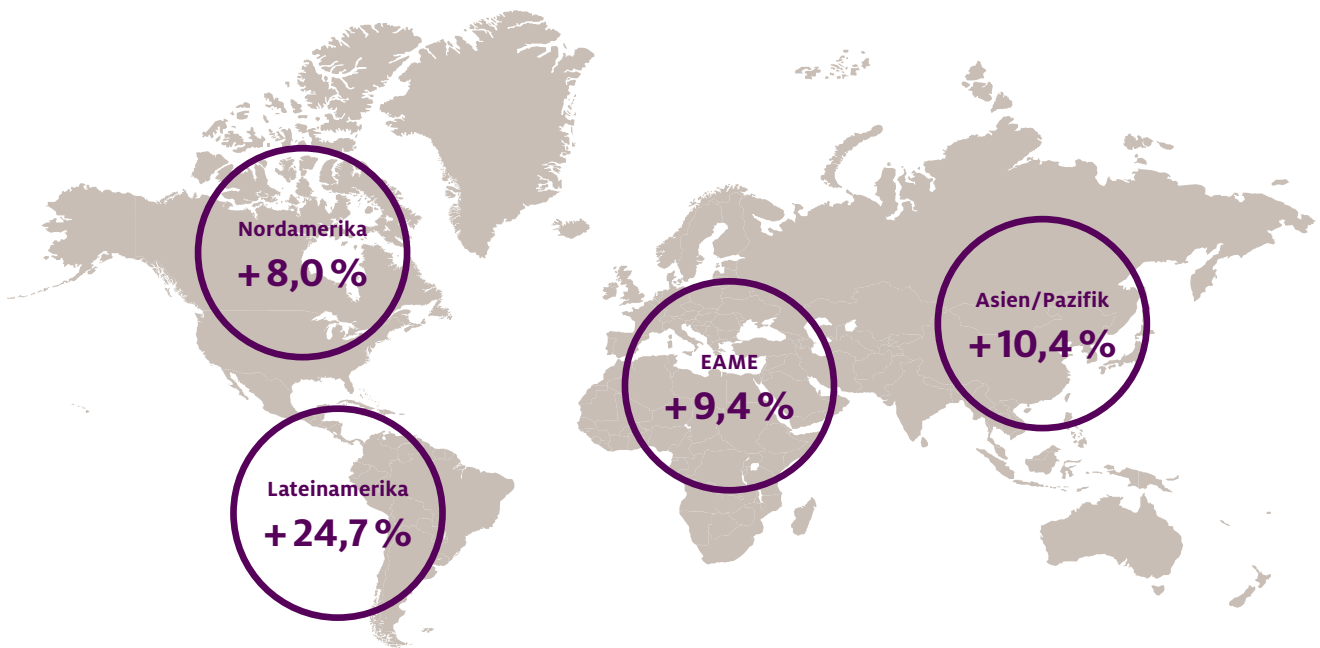 Nordamerika
+ 8,0 %
Asien/Pazifik
+ 10,4 %
EAME
+ 9,4 %
Lateinamerika
+ 24,7 %